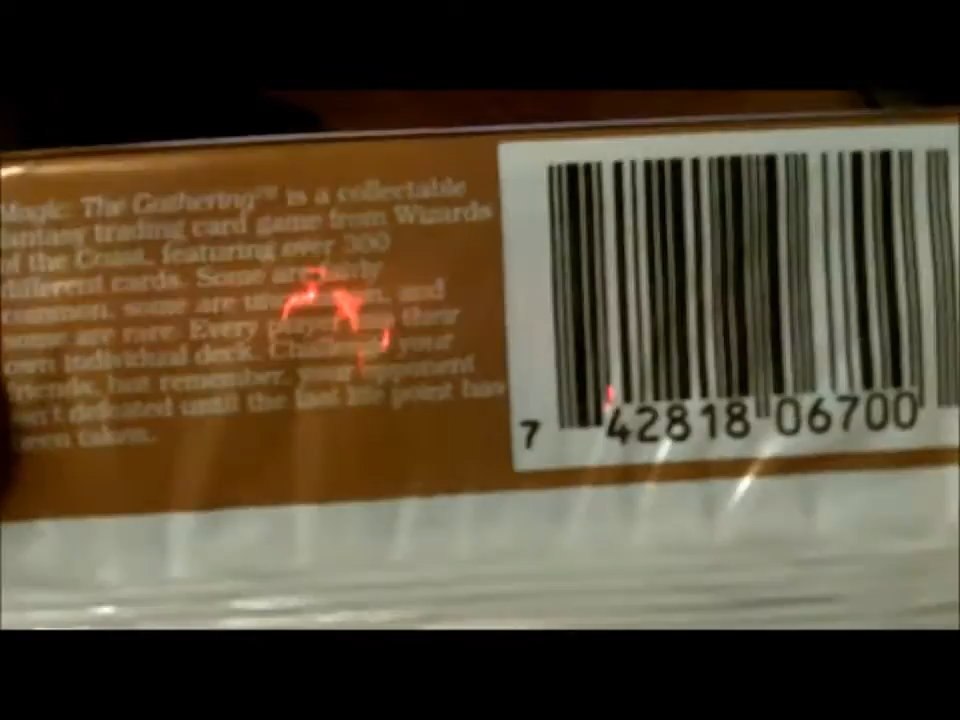 Magic: The Gathering™ is a collectable
fantasy trading card game from Wizards
of the Coast, featuring over 300
different cards. Some are fairly
common, some are uncommon, and
some are rare. Every player has their
own individual deck. Challenge your
friends, but remember, your opponent
isn't defeated until the last life point has
been taken.
7 42818 06700